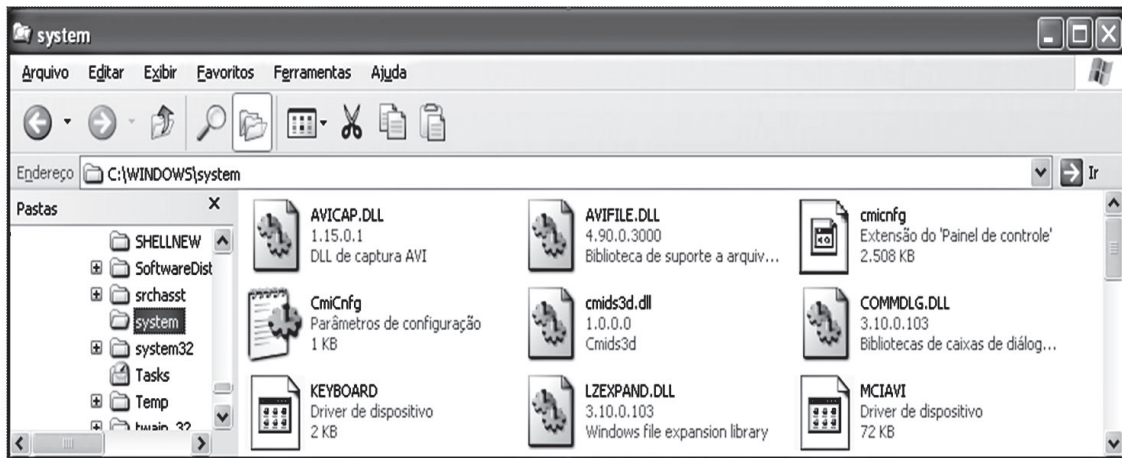 system
Arquivo Editar Exibir Favoritos Ferramentas Ajuda
Endereço C:\WINDOWS\system Ir
Pastas X
SHELLNEW
SoftwareDist
srchasst
system
system32
Tasks
Temp
twain_32
AVICAP.DLL
1.15.0.1
DLL de captura AVI
AVIFILE.DLL
4.90.0.3000
Biblioteca de suporte a arquiv...
cmicnfg
Extensão do 'Painel de controle'
2.508 KB
CmiCnfg
Parâmetros de configuração
1 KB
cmids3d.dll
1.0.0.0
Cmids3d
COMMDLG.DLL
3.10.0.103
Bibliotecas de caixas de diálog...
KEYBOARD
Driver de dispositivo
2 KB
LZEXPAND.DLL
3.10.0.103
Windows file expansion library
MCIAVI
Driver de dispositivo
72 KB